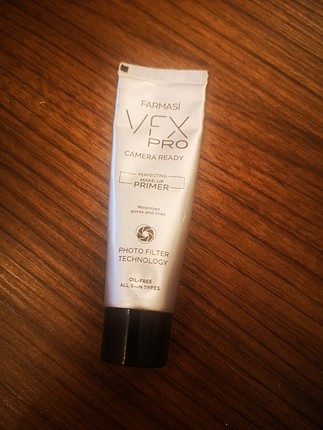 FARMASİ
VFX
PRO
CAMERA READY
PERFECTING
MAKE-UP
PRIMER
Minimizes
pores and lines
PHOTO FILTER
TECHNOLOGY
OIL-FREE
ALL SKIN TYPES